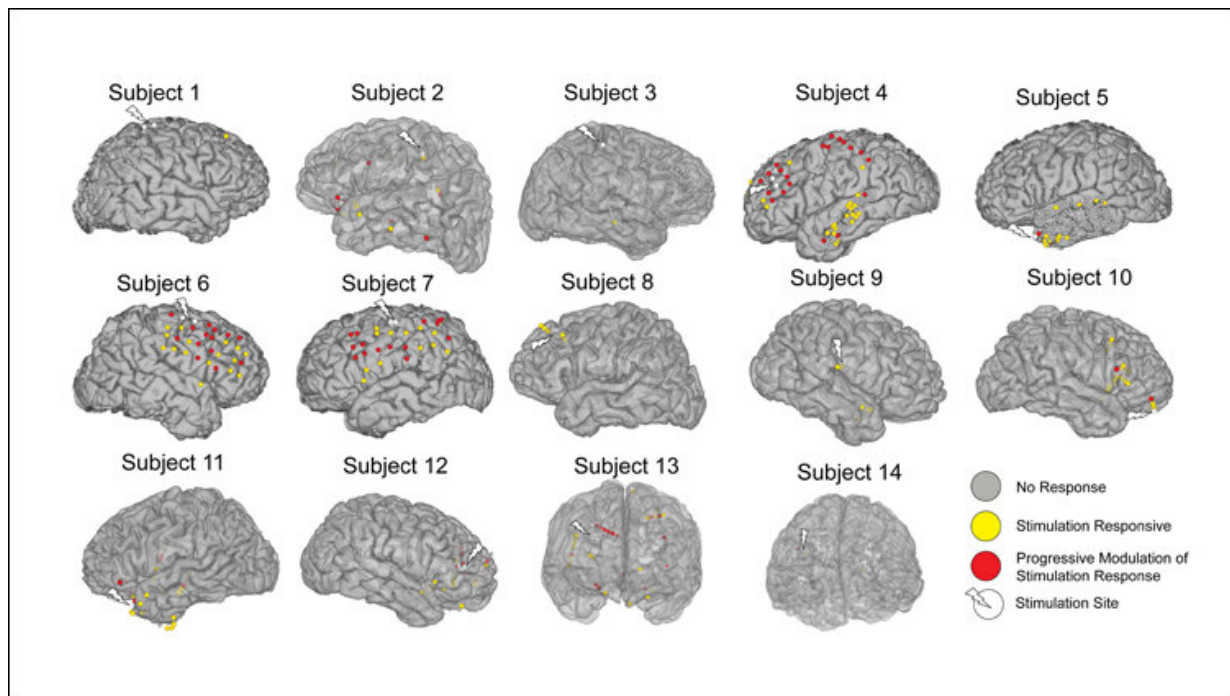 Subject 1
Subject 2
Subject 3
Subject 4
Subject 5
Subject 6
Subject 7
Subject 8
Subject 9
Subject 10
Subject 11
Subject 12
Subject 13
Subject 14
No Response
Stimulation Responsive
Progressive Modulation of
Stimulation Response
Stimulation Site